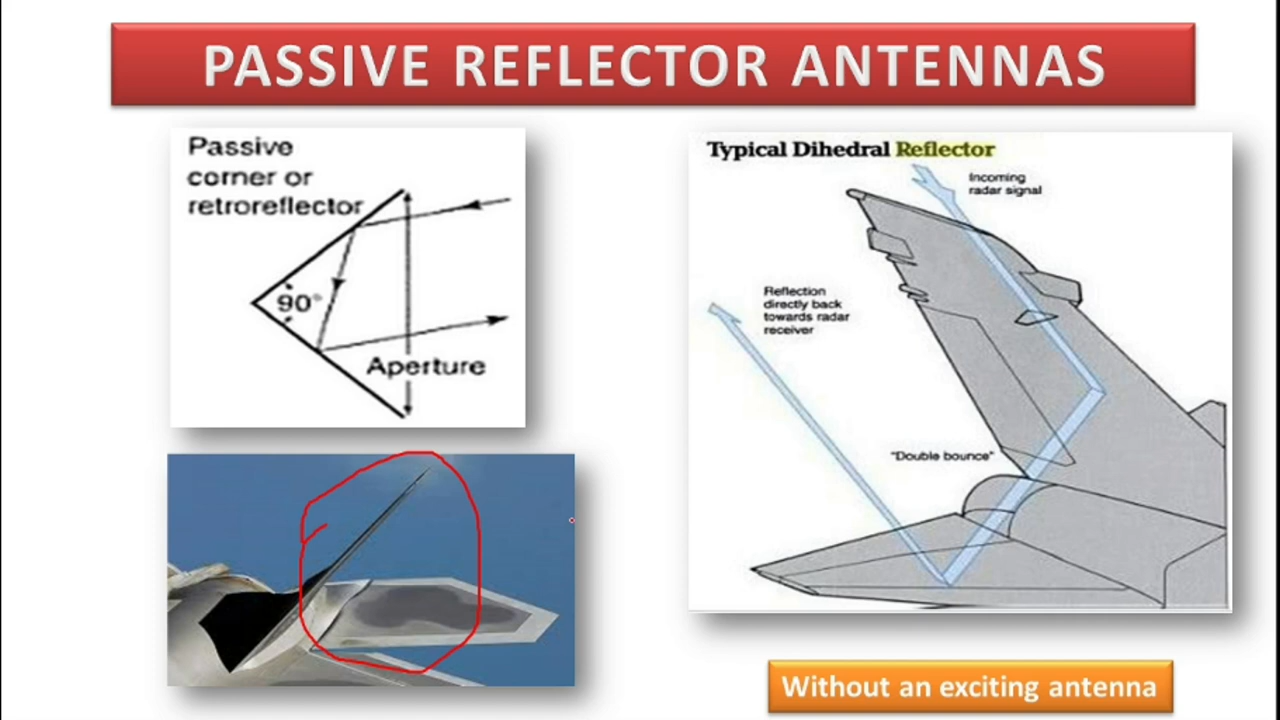 PASSIVE REFLECTOR ANTENNAS
Passive
corner or
retroreflector
90°
Aperture
Typical Dihedral Reflector
Incoming
radar signal
Reflection
directly back
towards radar
receiver
"Double bounce"
Without an exciting antenna